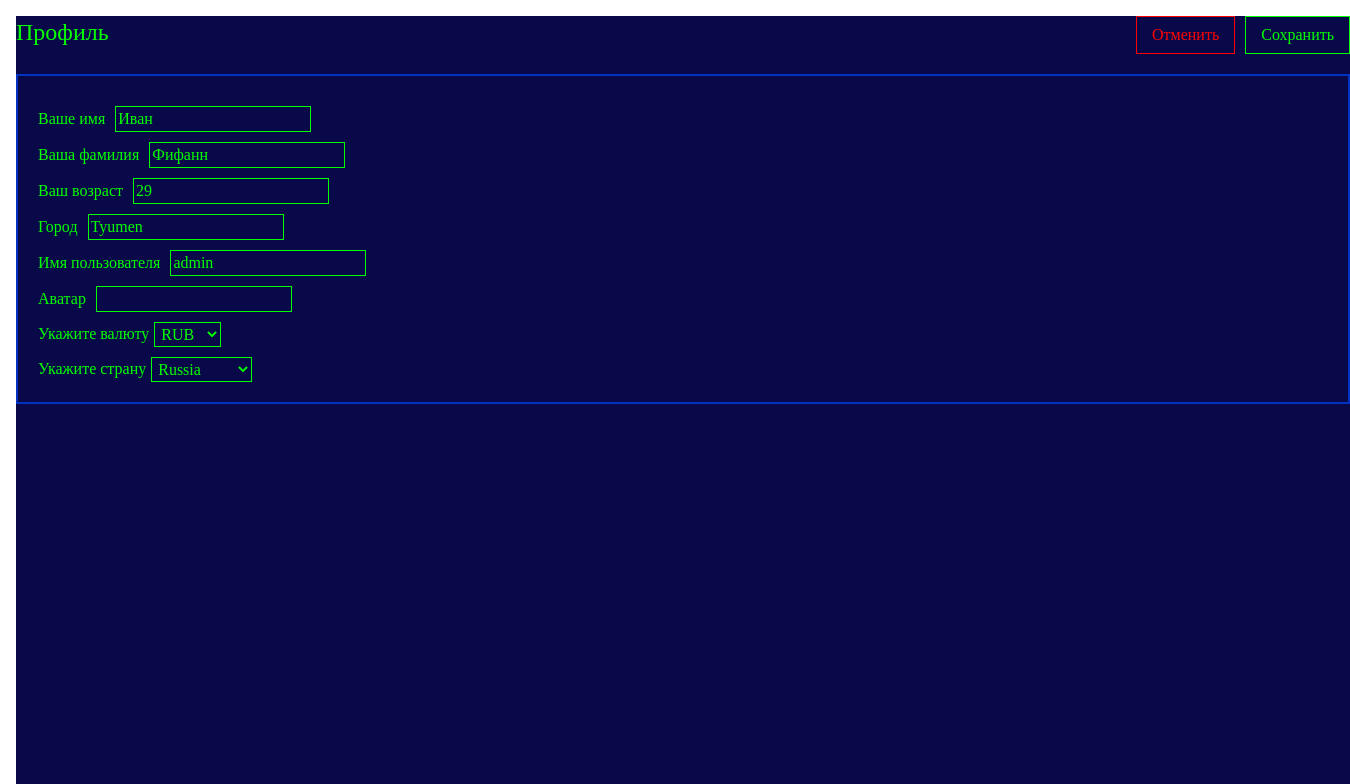 Профиль Отменить Сохранить
Ваше имя Иван
Ваша фамилия Фифанн
Ваш возраст 29
Город Tyumen
Имя пользователя admin
Аватар
Укажите валюту RUB
Укажите страну Russia